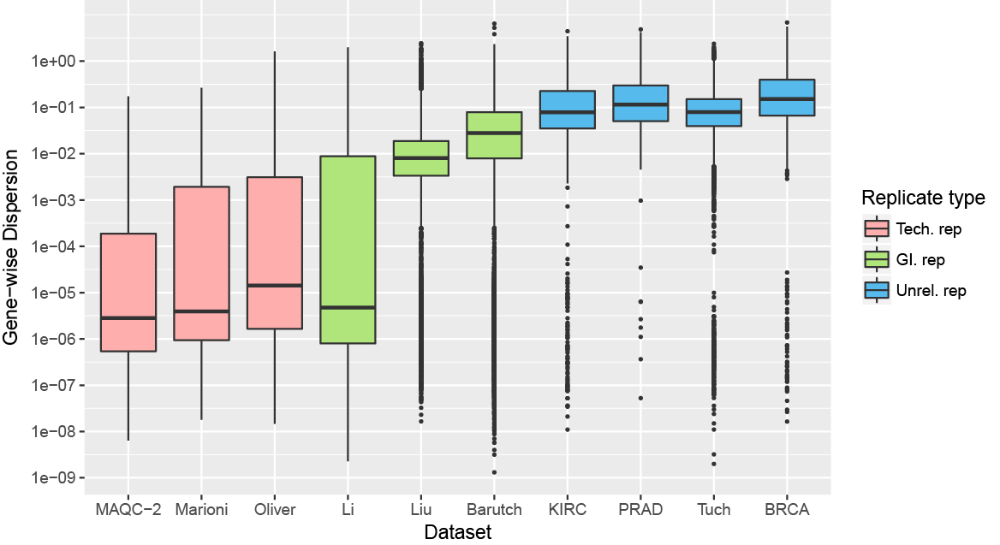 Gene−wise Dispersion
1e+00
1e−01
1e−02
1e−03
1e−04
1e−05
1e−06
1e−07
1e−08
1e−09
MAQC−2 Marioni Oliver Li Liu Barutch KIRC PRAD Tuch BRCA
Dataset
Replicate type
Tech. rep
GI. rep
Unrel. rep